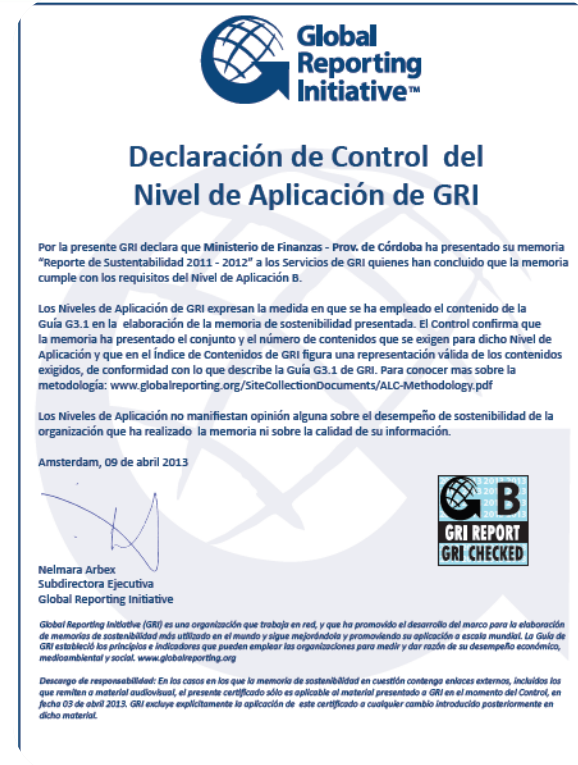 Global
Reporting
Initiative™
Declaración de Control del
Nivel de Aplicación de GRI
Por la presente GRI declara que Ministerio de Finanzas - Prov. de Córdoba ha presentado su memoria
“Reporte de Sustentabilidad 2011 - 2012” a los Servicios de GRI quienes han concluido que la memoria
cumple con los requisitos del Nivel de Aplicación B.
Los Niveles de Aplicación de GRI expresan la medida en que se ha empleado el contenido de la
Guía G3.1 en la elaboración de la memoria de sostenibilidad presentada. El Control confirma que
la memoria ha presentado el conjunto y el número de contenidos que se exigen para dicho Nivel de
Aplicación y que en el Índice de Contenidos de GRI figura una representación válida de los contenidos
exigidos, de conformidad con lo que describe la Guía G3.1 de GRI. Para conocer mas sobre la
metodología: www.globalreporting.org/SiteCollectionDocuments/ALC-Methodology.pdf
Los Niveles de Aplicación no manifiestan opinión alguna sobre el desempeño de sostenibilidad de la
organización que ha realizado la memoria ni sobre la calidad de su información.
Amsterdam, 09 de abril 2013
B
GRI REPORT
GRI CHECKED
Nelmara Arbex
Subdirectora Ejecutiva
Global Reporting Initiative
Global Reporting Initiative (GRI) es una organización que trabaja en red, y que ha promovido el desarrollo del marco para la elaboración
de memorias de sostenibilidad más utilizado en el mundo y sigue mejorándola y promoviendo su aplicación a escala mundial. La Guía de
GRI estableció los principios e indicadores que pueden emplear las organizaciones para medir y dar razón de su desempeño económico,
medioambiental y social. www.globalreporting.org
Descargo de responsabilidad: En los casos en los que la memoria de sostenibilidad en cuestión contenga enlaces externos, incluidos los
que remiten a material audiovisual, el presente certificado sólo es aplicable al material presentado a GRI en el momento del Control, en
fecha 03 de abril 2013. GRI excluye explícitamente la aplicación de este certificado a cualquier cambio introducido posteriormente en
dicho material.